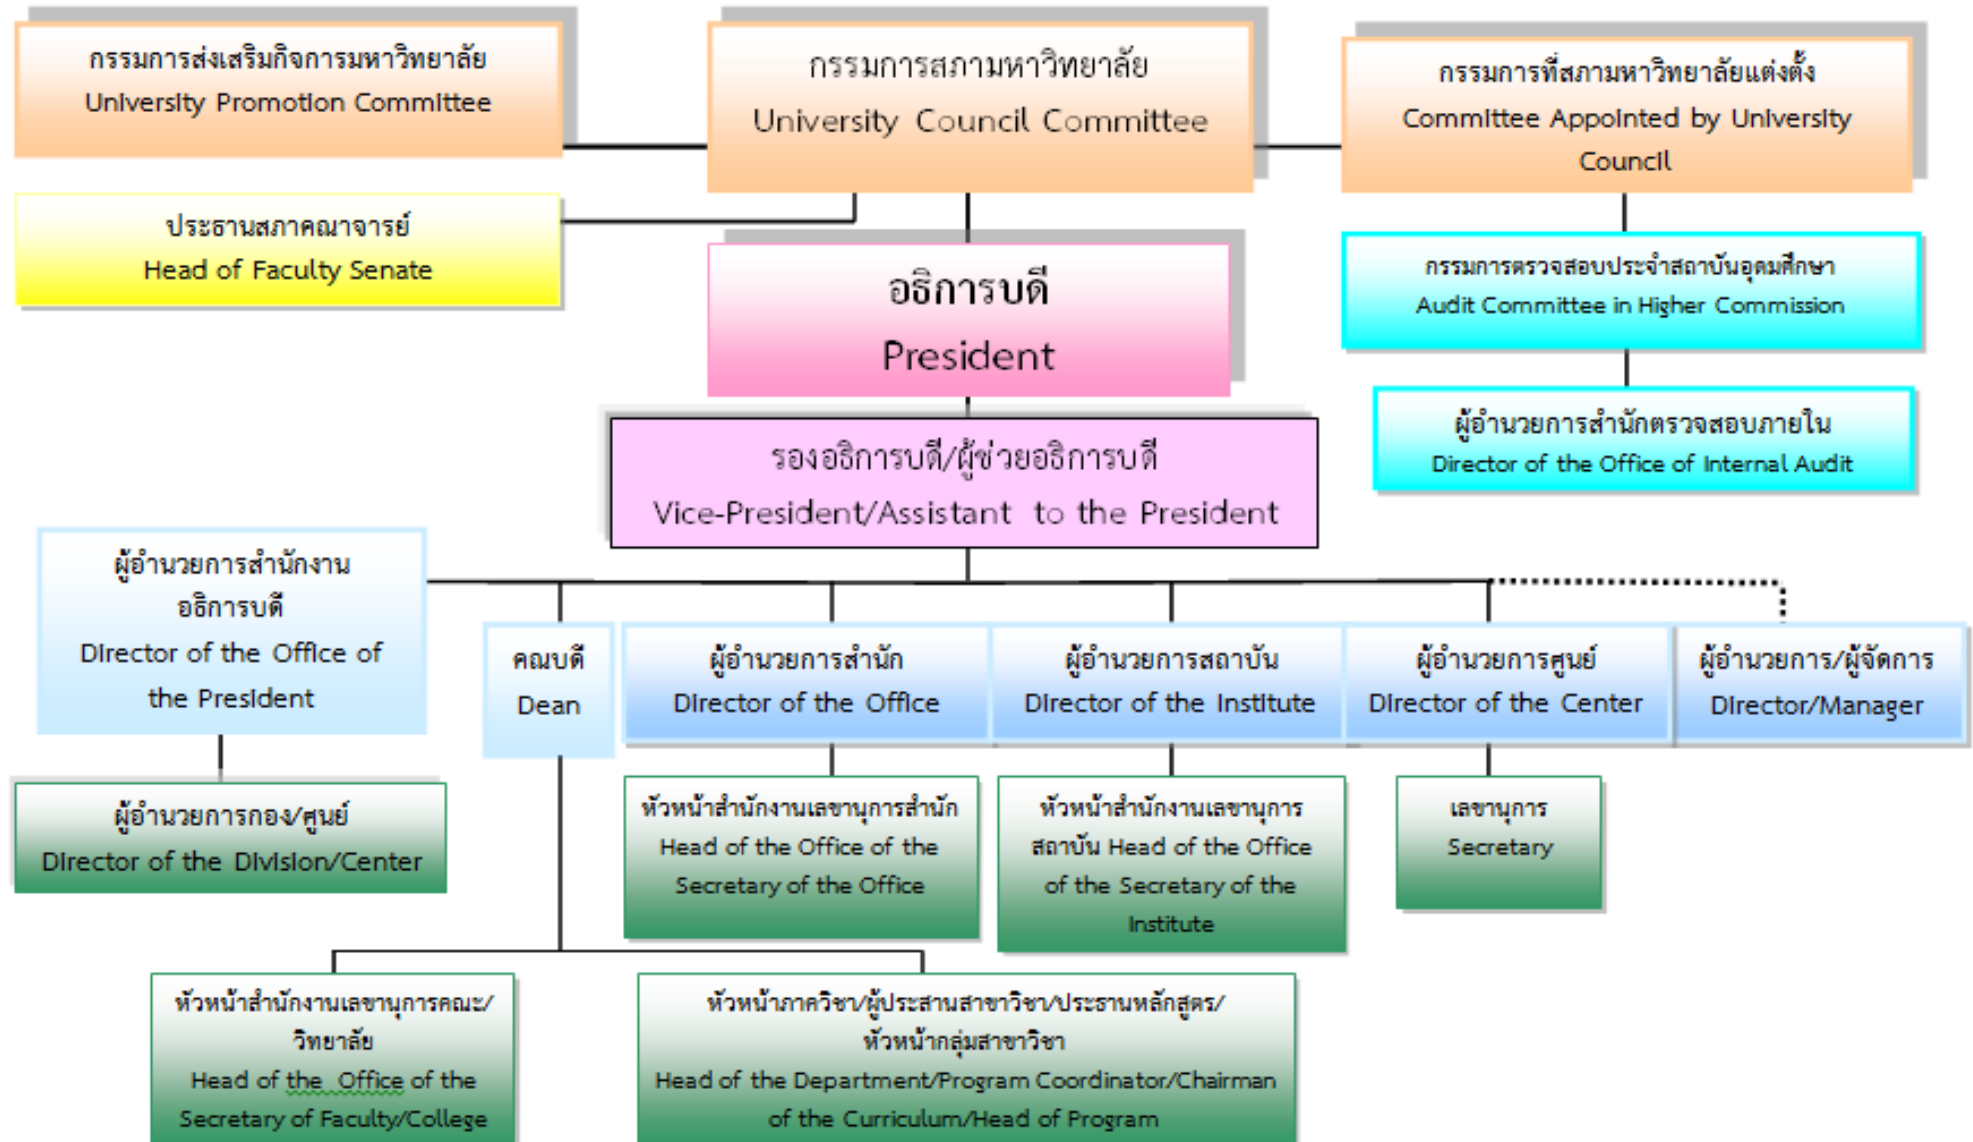 กรรมการส่งเสริมกิจการมหาวิทยาลัย
University Promotion Committee
กรรมการสภามหาวิทยาลัย
University Council Committee
กรรมการที่สภามหาวิทยาลัยแต่งตั้ง
Committee Appointed by University
Council
ประธานสภาคณาจารย์
Head of Faculty Senate
อธิการบดี
President
กรรมการตรวจสอบประจำสถาบันอุดมศึกษา
Audit Committee in Higher Commission
ผู้อำนวยการสำนักตรวจสอบภายใน
Director of the Office of Internal Audit
รองอธิการบดี/ผู้ช่วยอธิการบดี
Vice-President/Assistant to the President
ผู้อำนวยการสำนักงาน
อธิการบดี
Director of the Office of
the President
คณบดี
Dean
ผู้อำนวยการสำนัก
Director of the Office
ผู้อำนวยการสถาบัน
Director of the Institute
ผู้อำนวยการศูนย์
Director of the Center
ผู้อำนวยการ/ผู้จัดการ
Director/Manager
ผู้อำนวยการกอง/ศูนย์
Director of the Division/Center
หัวหน้าสำนักงานเลขานุการสำนัก
Head of the Office of the
Secretary of the Office
หัวหน้าสำนักงานเลขานุการ
สถาบัน Head of the Office
of the Secretary of the
Institute
เลขานุการ
Secretary
หัวหน้าสำนักงานเลขานุการคณะ/
วิทยาลัย
Head of the Office of the
Secretary of Faculty/College
หัวหน้าภาควิชา/ผู้ประสานสาขาวิชา/ประธานหลักสูตร/
หัวหน้ากลุ่มสาขาวิชา
Head of the Department/Program Coordinator/Chairman
of the Curriculum/Head of Program